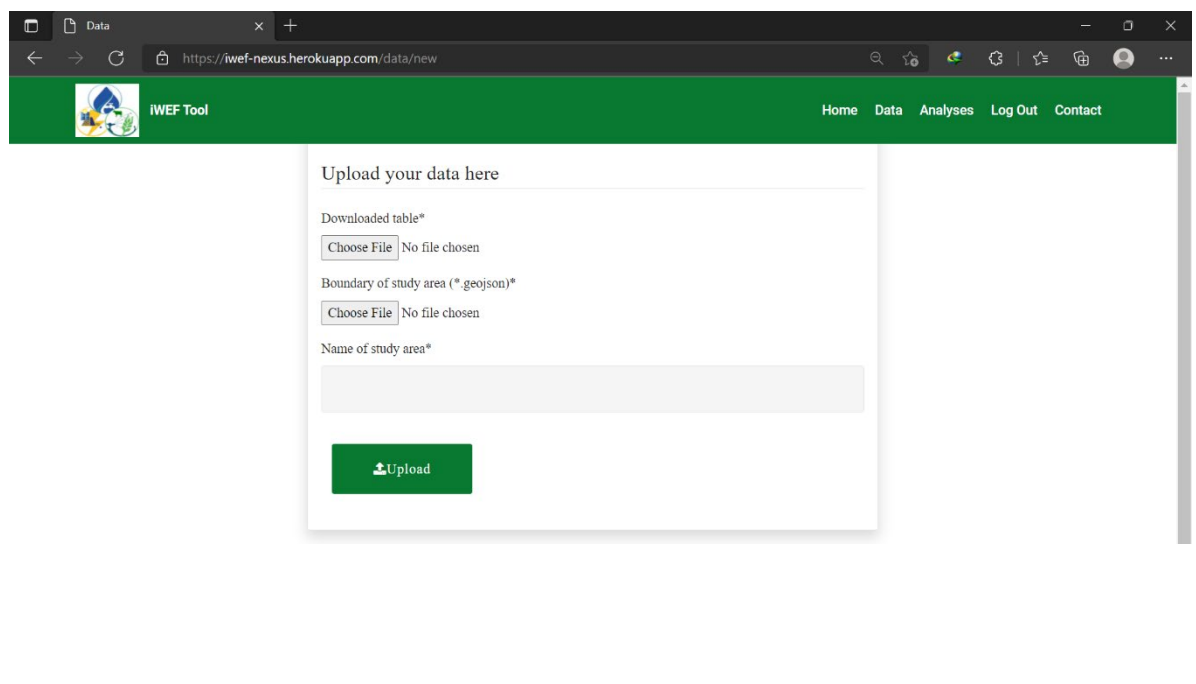 Data
https://iwef-nexus.herokuapp.com/data/new
iWEF Tool
Home Data Analyses Log Out Contact
Upload your data here
Downloaded table*
Choose File No file chosen
Boundary of study area (*.geojson)*
Choose File No file chosen
Name of study area*
Upload